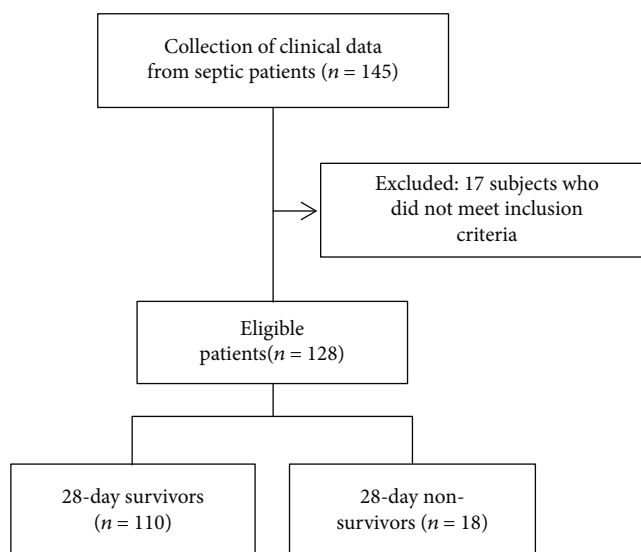 Collection of clinical data
from septic patients (n = 145)
Excluded: 17 subjects who
did not meet inclusion
criteria
Eligible
patients(n = 128)
28-day survivors
(n = 110)
28-day non-
survivors (n = 18)